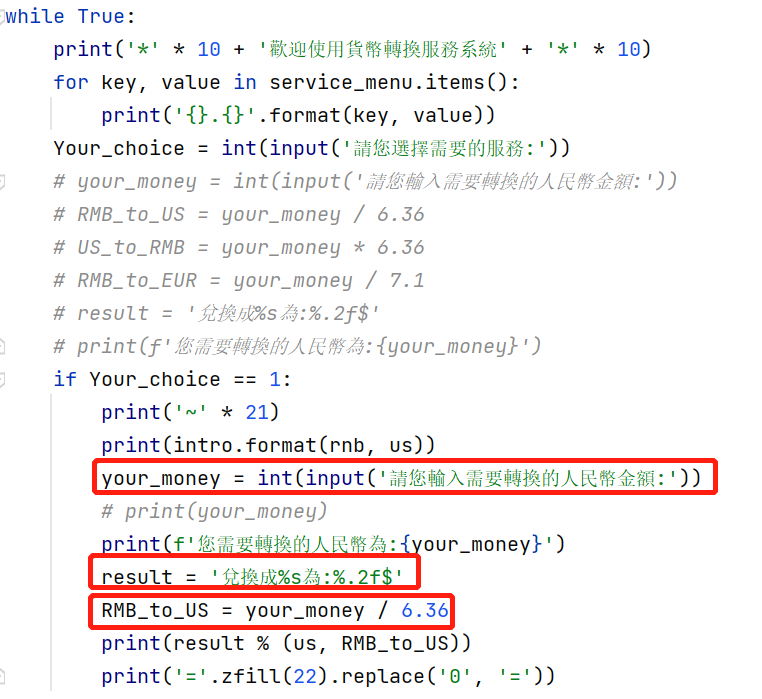 while True:
    print('*' * 10 + '歡迎使用貨幣轉換服務系統' + '*' * 10)
    for key, value in service_menu.items():
        print('{}.{}'.format(key, value))
    Your_choice = int(input('請您選擇需要的服務:'))
    # your_money = int(input('請您輸入需要轉換的人民幣金額:'))
    # RMB_to_US = your_money / 6.36
    # US_to_RMB = your_money * 6.36
    # RMB_to_EUR = your_money / 7.1
    # result = '兌換成%s為:%.2f$'
    # print(f'您需要轉換的人民幣為:{your_money}')
    if Your_choice == 1:
        print('~' * 21)
        print(intro.format(rnb, us))
        your_money = int(input('請您輸入需要轉換的人民幣金額:'))
        # print(your_money)
        print(f'您需要轉換的人民幣為:{your_money}')
        result = '兌換成%s為:%.2f$'
        RMB_to_US = your_money / 6.36
        print(result % (us, RMB_to_US))
        print('='.zfill(22).replace('0', '='))